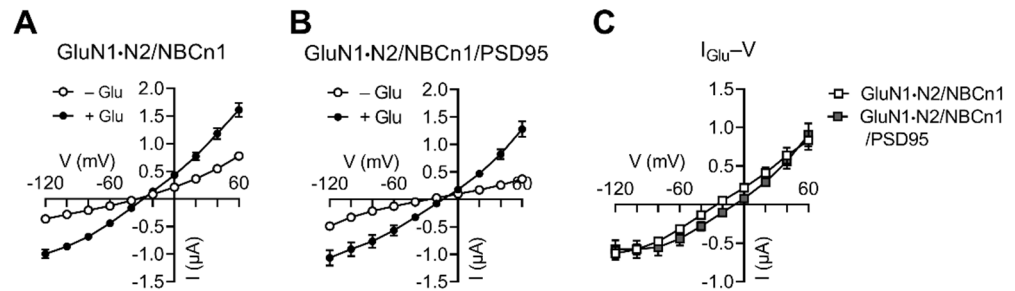 A
GluN1•N2/NBCn1
– Glu
+ Glu
V (mV)
-120
-60
60
2.0
1.5
1.0
0.5
-0.5
-1.0
-1.5
I (µA)
B
GluN1•N2/NBCn1/PSD95
– Glu
+ Glu
V (mV)
-120
-60
60
2.0
1.5
1.0
0.5
-0.5
-1.0
-1.5
I (µA)
C
IGlu–V
V (mV)
-120
-60
60
1.5
1.0
0.5
-0.5
-1.0
I (µA)
GluN1•N2/NBCn1
GluN1•N2/NBCn1
/PSD95